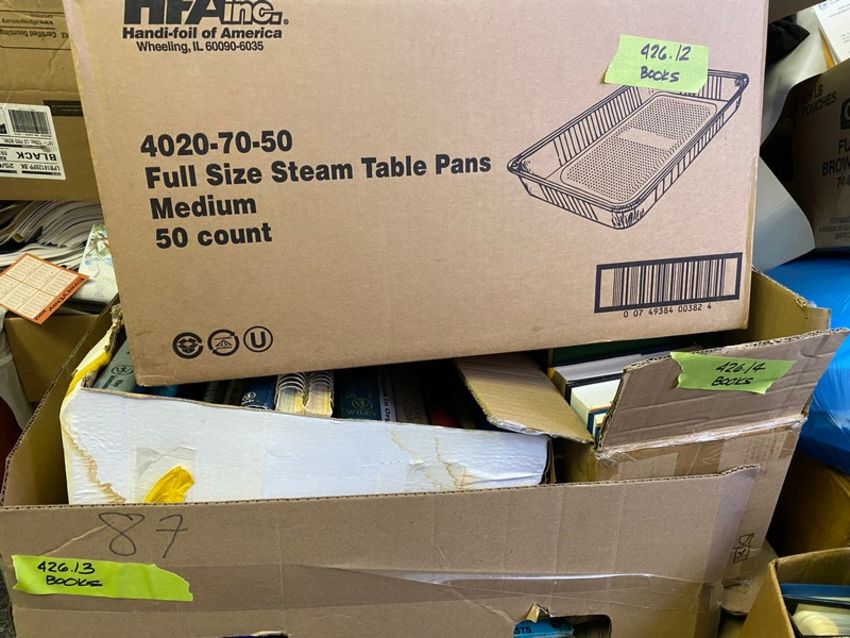 HFA inc.®
Handi-foil of America
Wheeling, IL 60090-6035
426.12
BOOKS
4020-70-50
Full Size Steam Table Pans
Medium
50 count
0 07 49384 00382 4
U
BLACK
WILEY
426.14
BOOKS
87
426.13
BOOKS